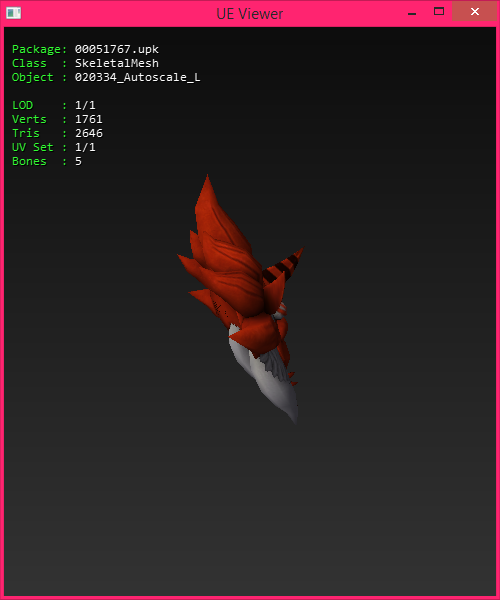 UE Viewer
Package: 00051767.upk
Class : SkeletalMesh
Object : 020334_Autoscale_L
LOD : 1/1
Verts : 1761
Tris : 2646
UV Set : 1/1
Bones : 5